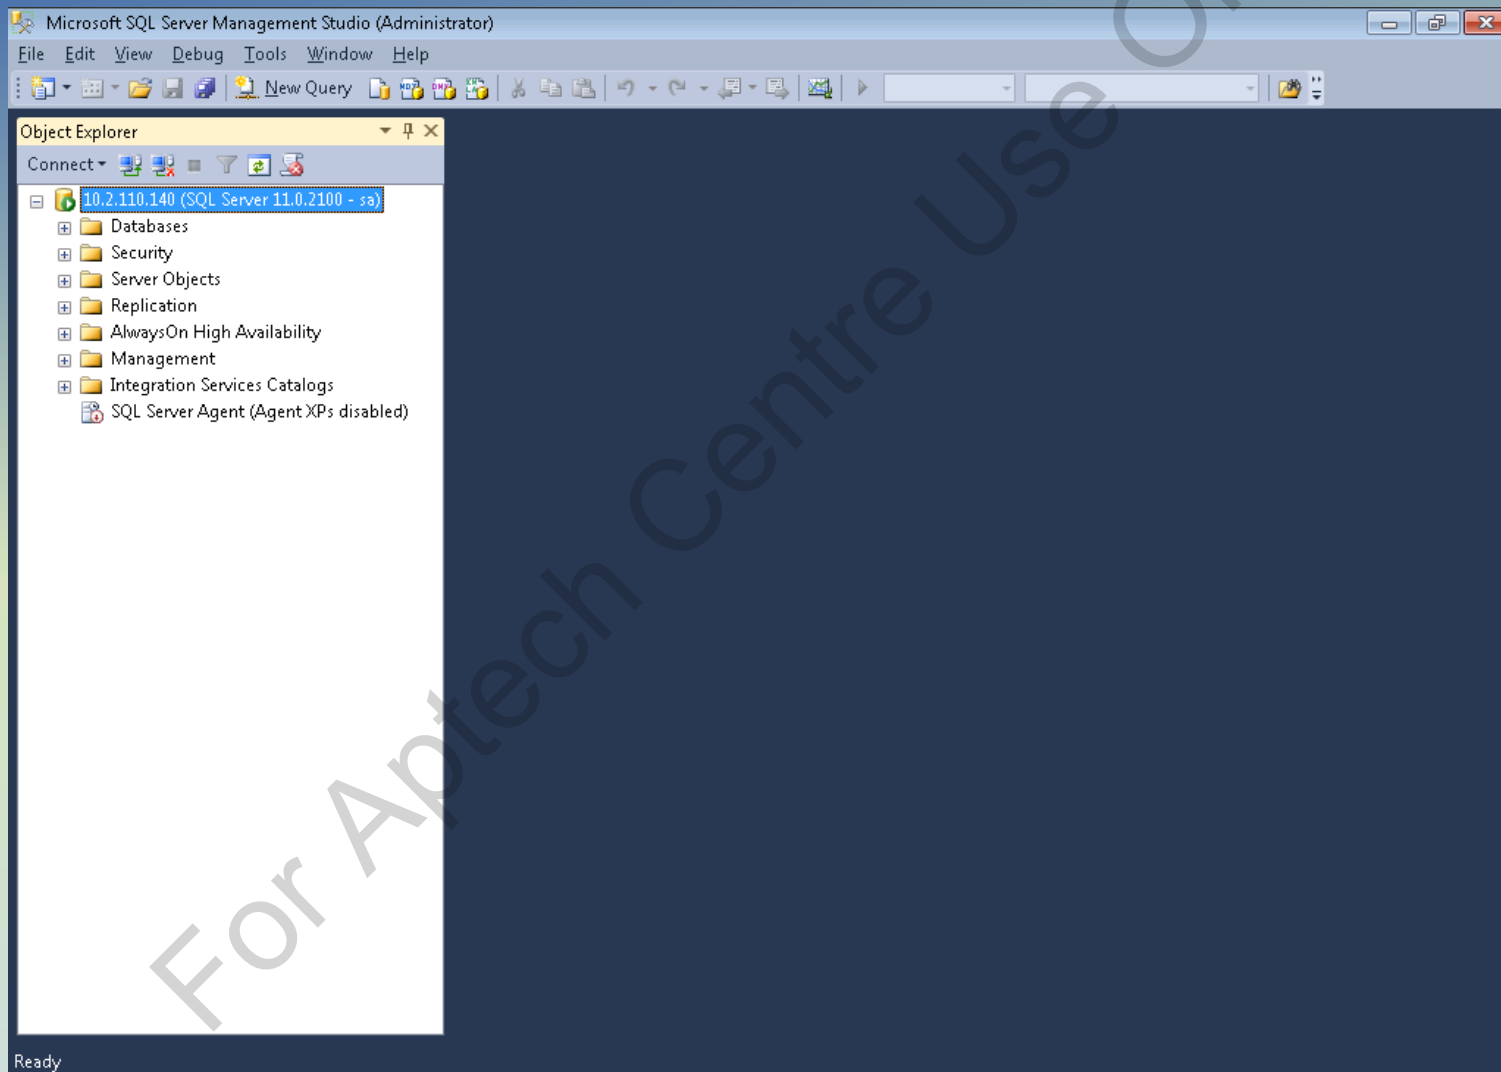 Microsoft SQL Server Management Studio (Administrator)
File Edit View Debug Tools Window Help
New Query
Object Explorer
Connect
10.2.110.140 (SQL Server 11.0.2100 - sa)
Databases
Security
Server Objects
Replication
AlwaysOn High Availability
Management
Integration Services Catalogs
SQL Server Agent (Agent XPs disabled)
Ready
For Aptech Centre Use